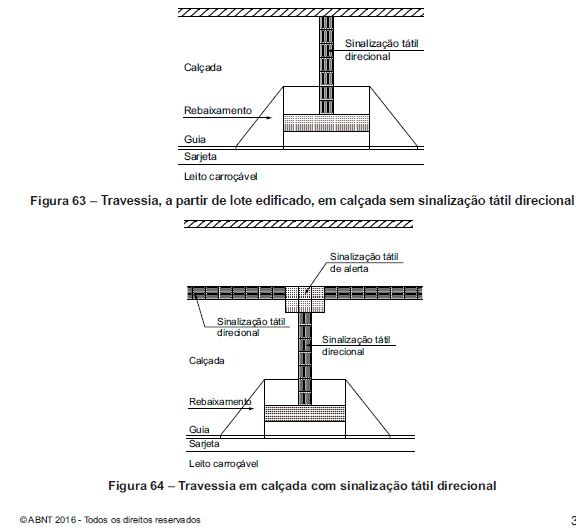 Sinalização tátil
direcional
Calçada
Rebaixamento
Guia
Sarjeta
Leito carroçável
Figura 63 – Travessia, a partir de lote edificado, em calçada sem sinalização tátil direcional
Sinalização tátil
de alerta
Sinalização tátil
direcional
Sinalização tátil
direcional
Calçada
Rebaixamento
Guia
Sarjeta
Leito carroçável
Figura 64 – Travessia em calçada com sinalização tátil direcional
© ABNT 2016 - Todos os direitos reservados